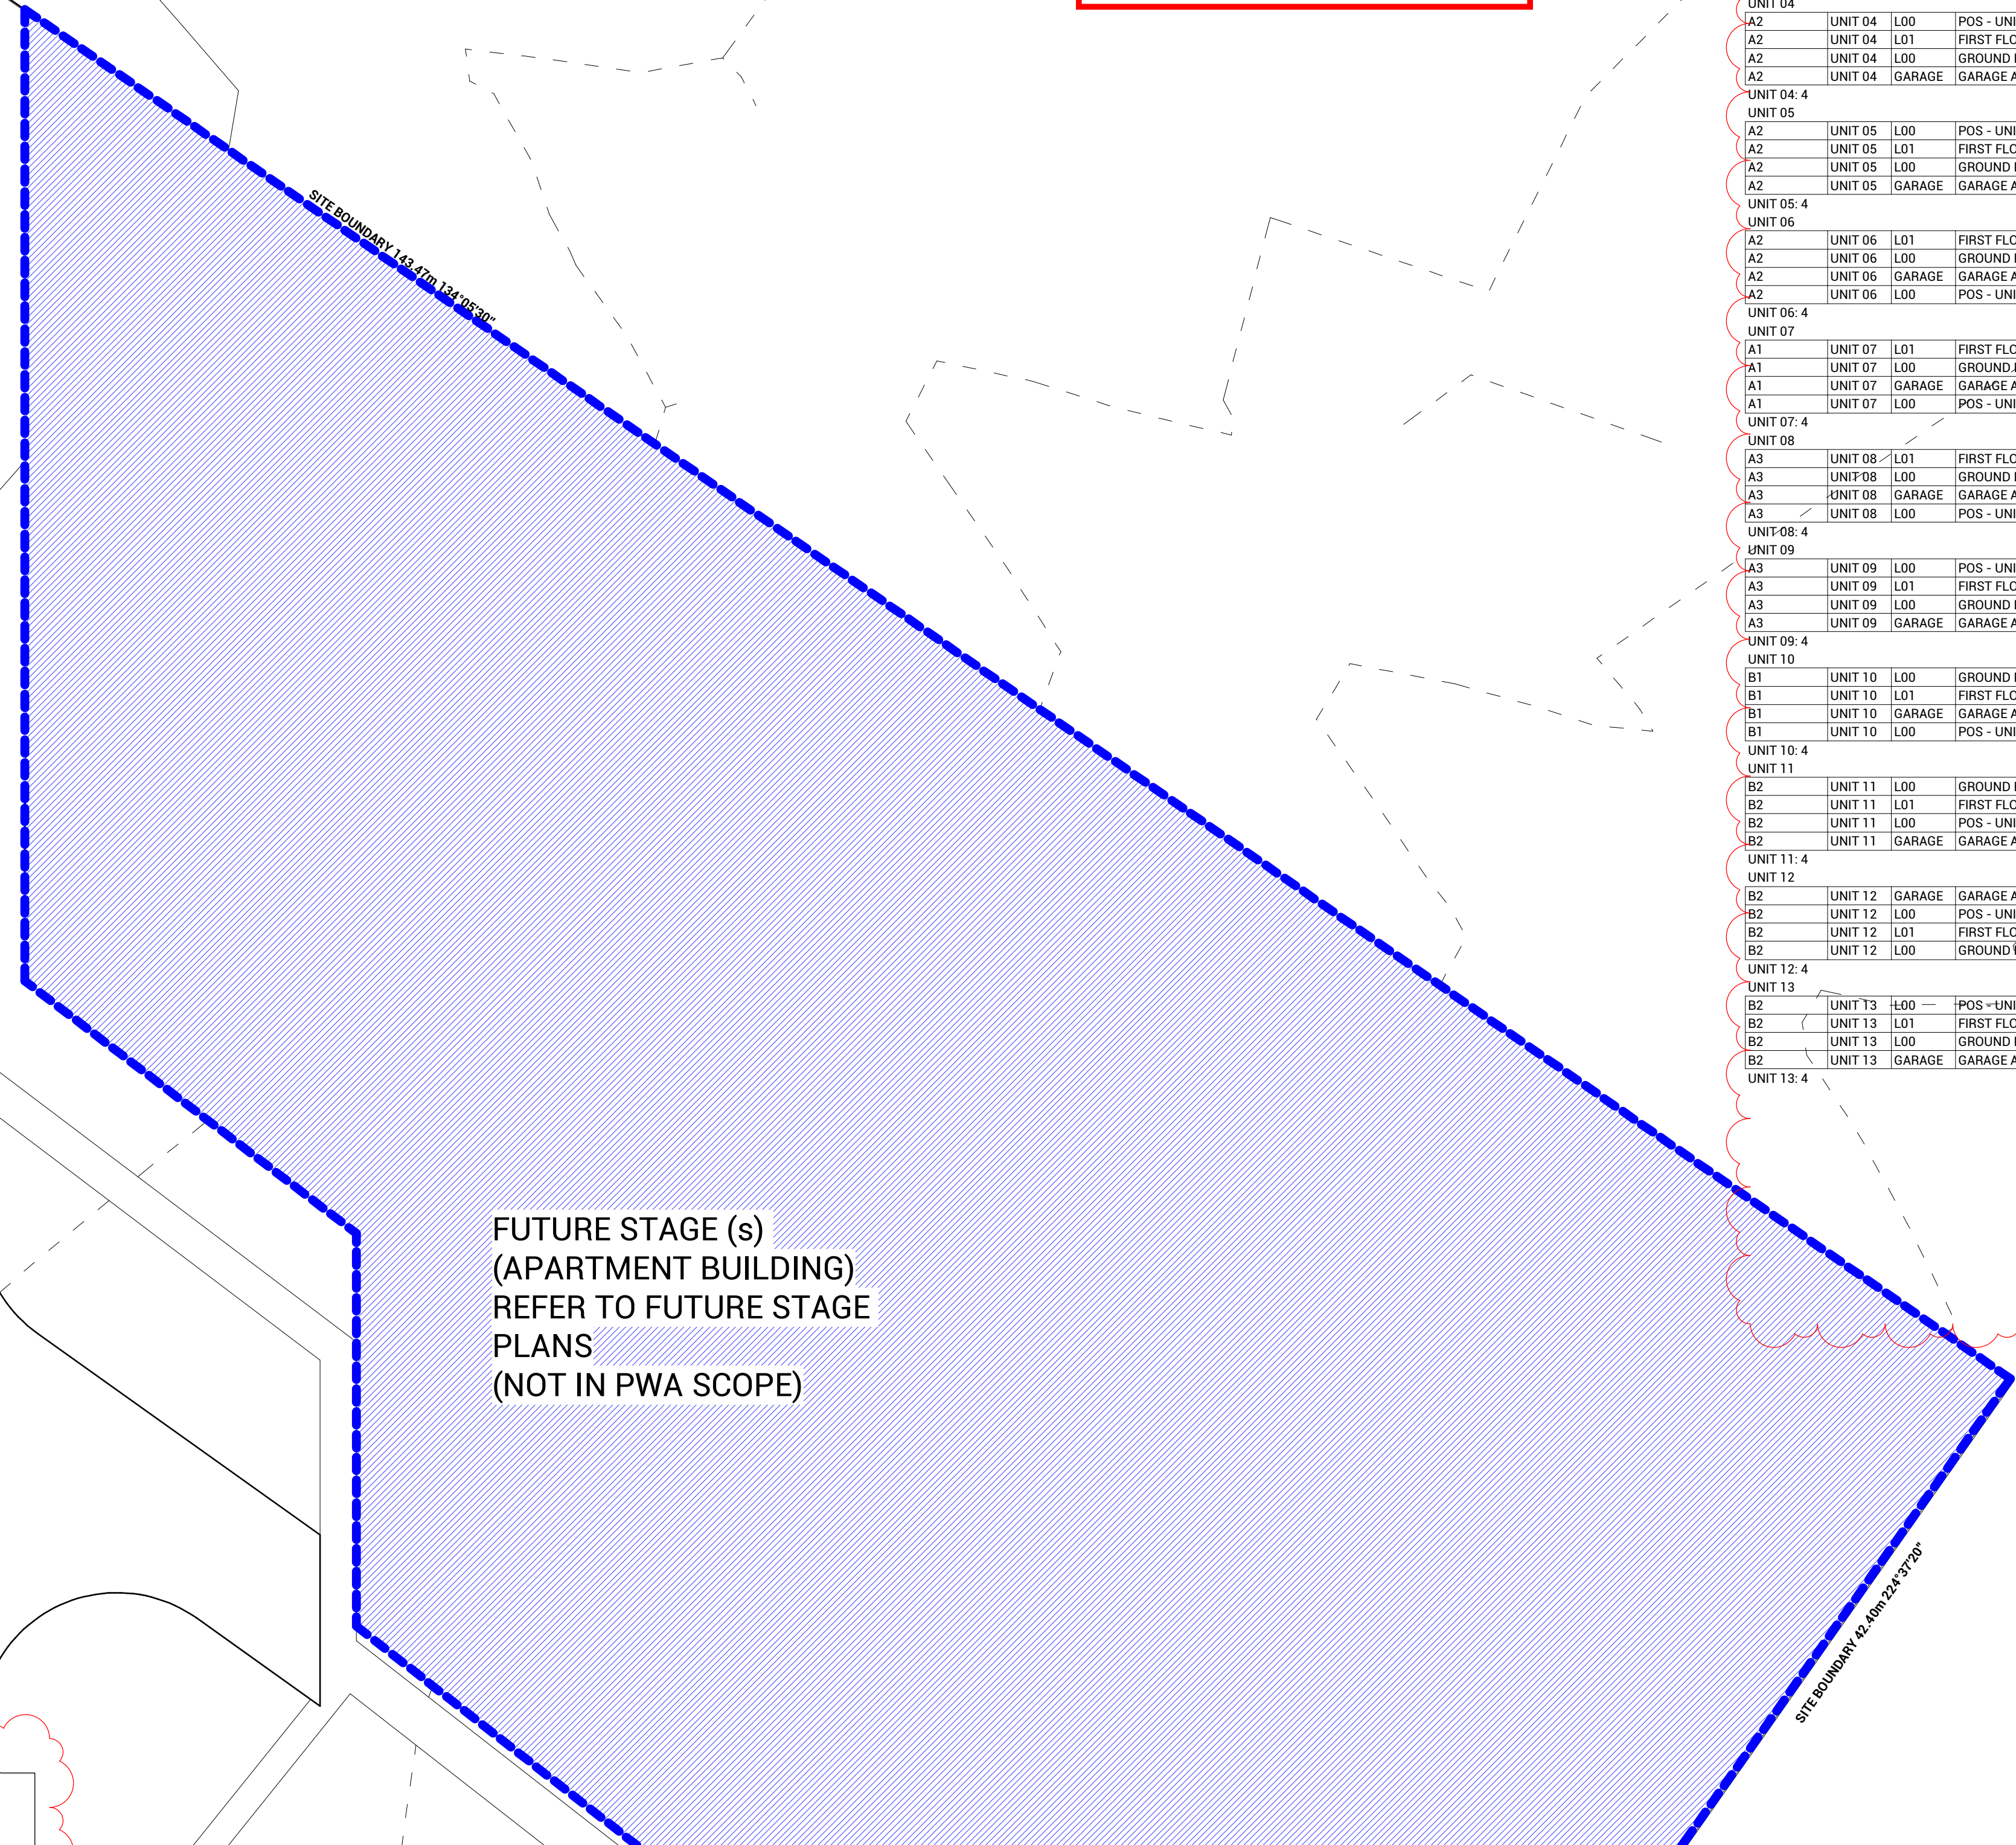 SITE BOUNDARY 143.47m 134°05'30"
FUTURE STAGE (s)
(APARTMENT BUILDING)
REFER TO FUTURE STAGE
PLANS
(NOT IN PWA SCOPE)
SITE BOUNDARY 42.40m 224°37'20"
UNIT 04
A2 UNIT 04 L00 POS - UNI
A2 UNIT 04 L01 FIRST FLO
A2 UNIT 04 L00 GROUND
A2 UNIT 04 GARAGE GARAGE A
UNIT 04: 4
UNIT 05
A2 UNIT 05 L00 POS - UNI
A2 UNIT 05 L01 FIRST FLO
A2 UNIT 05 L00 GROUND
A2 UNIT 05 GARAGE GARAGE A
UNIT 05: 4
UNIT 06
A2 UNIT 06 L01 FIRST FLO
A2 UNIT 06 L00 GROUND
A2 UNIT 06 GARAGE GARAGE A
A2 UNIT 06 L00 POS - UNI
UNIT 06: 4
UNIT 07
A1 UNIT 07 L01 FIRST FLO
A1 UNIT 07 L00 GROUND
A1 UNIT 07 GARAGE GARAGE A
A1 UNIT 07 L00 POS - UNI
UNIT 07: 4
UNIT 08
A3 UNIT 08 L01 FIRST FLO
A3 UNIT 08 L00 GROUND
A3 UNIT 08 GARAGE GARAGE A
A3 UNIT 08 L00 POS - UNI
UNIT 08: 4
UNIT 09
A3 UNIT 09 L00 POS - UNI
A3 UNIT 09 L01 FIRST FLO
A3 UNIT 09 L00 GROUND
A3 UNIT 09 GARAGE GARAGE A
UNIT 09: 4
UNIT 10
B1 UNIT 10 L00 GROUND
B1 UNIT 10 L01 FIRST FLO
B1 UNIT 10 GARAGE GARAGE A
B1 UNIT 10 L00 POS - UNI
UNIT 10: 4
UNIT 11
B2 UNIT 11 L00 GROUND
B2 UNIT 11 L01 FIRST FLO
B2 UNIT 11 L00 POS - UNI
B2 UNIT 11 GARAGE GARAGE A
UNIT 11: 4
UNIT 12
B2 UNIT 12 GARAGE GARAGE A
B2 UNIT 12 L00 POS - UNI
B2 UNIT 12 L01 FIRST FLO
B2 UNIT 12 L00 GROUND
UNIT 12: 4
UNIT 13
B2 UNIT 13 L00 POS - UNI
B2 UNIT 13 L01 FIRST FLO
B2 UNIT 13 L00 GROUND
B2 UNIT 13 GARAGE GARAGE A
UNIT 13: 4